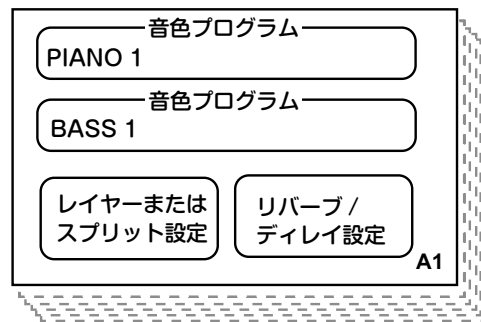 音色プログラム
PIANO 1
音色プログラム
BASS 1
レイヤーまたは
スプリット設定
リバーブ /
ディレイ設定
A1